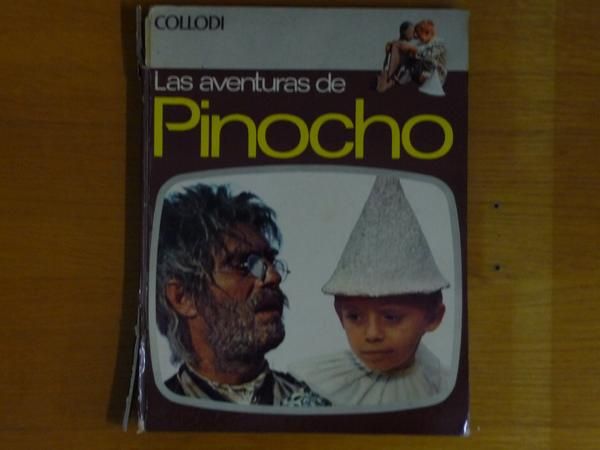 COLLODI
Las aventuras de
Pinocho